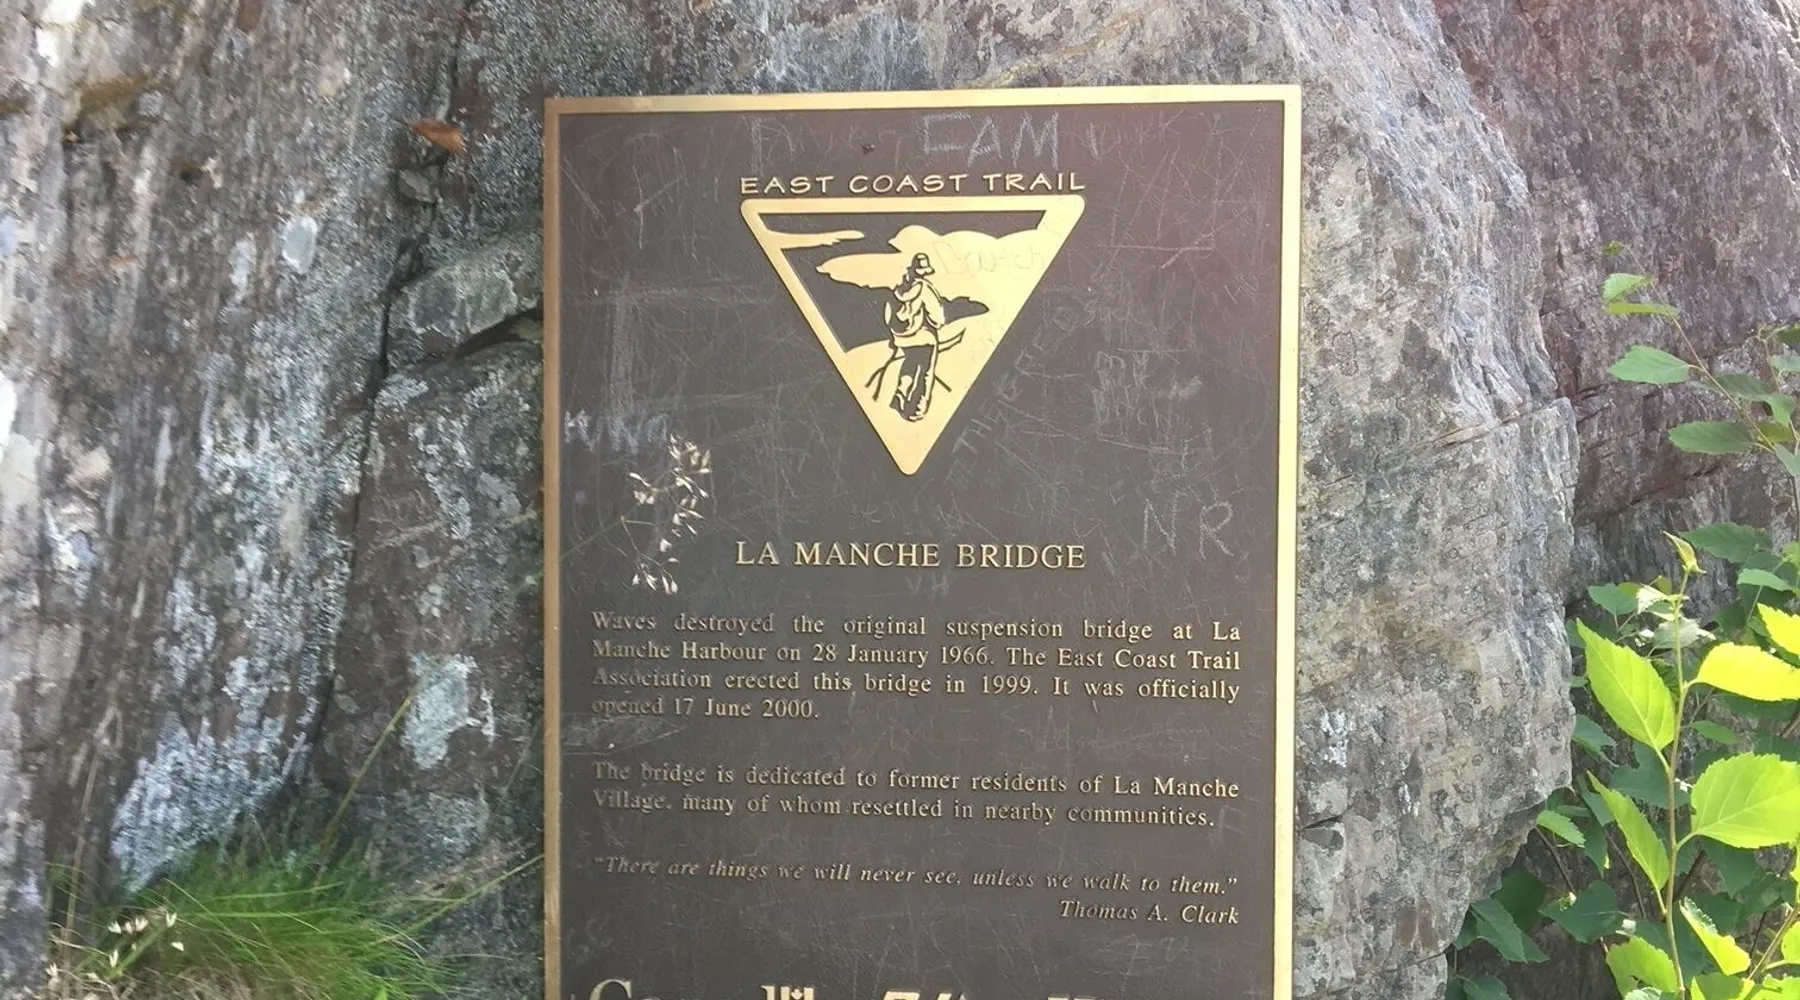 EAM
EAST COAST TRAIL
NR
LA MANCHE BRIDGE
VH
Waves destroyed the original suspension bridge at La
Manche Harbour on 28 January 1966. The East Coast Trail
Association erected this bridge in 1999. It was officially
opened 17 June 2000.
The bridge is dedicated to former residents of La Manche
Village, many of whom resettled in nearby communities.
"There are things we will never see, unless we walk to them."
Thomas A. Clark